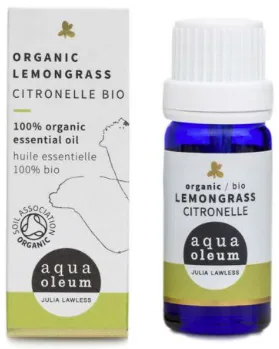 ORGANIC
LEMONGRASS
CITRONELLE BIO
100% organic
essential oil
huile essentielle
100% bio
SOIL ASSOCIATION
ORGANIC
aqua
oleum
JULIA LAWLESS
organic / bio
LEMONGRASS
CITRONELLE
aqua
oleum
JULIA LAWLESS